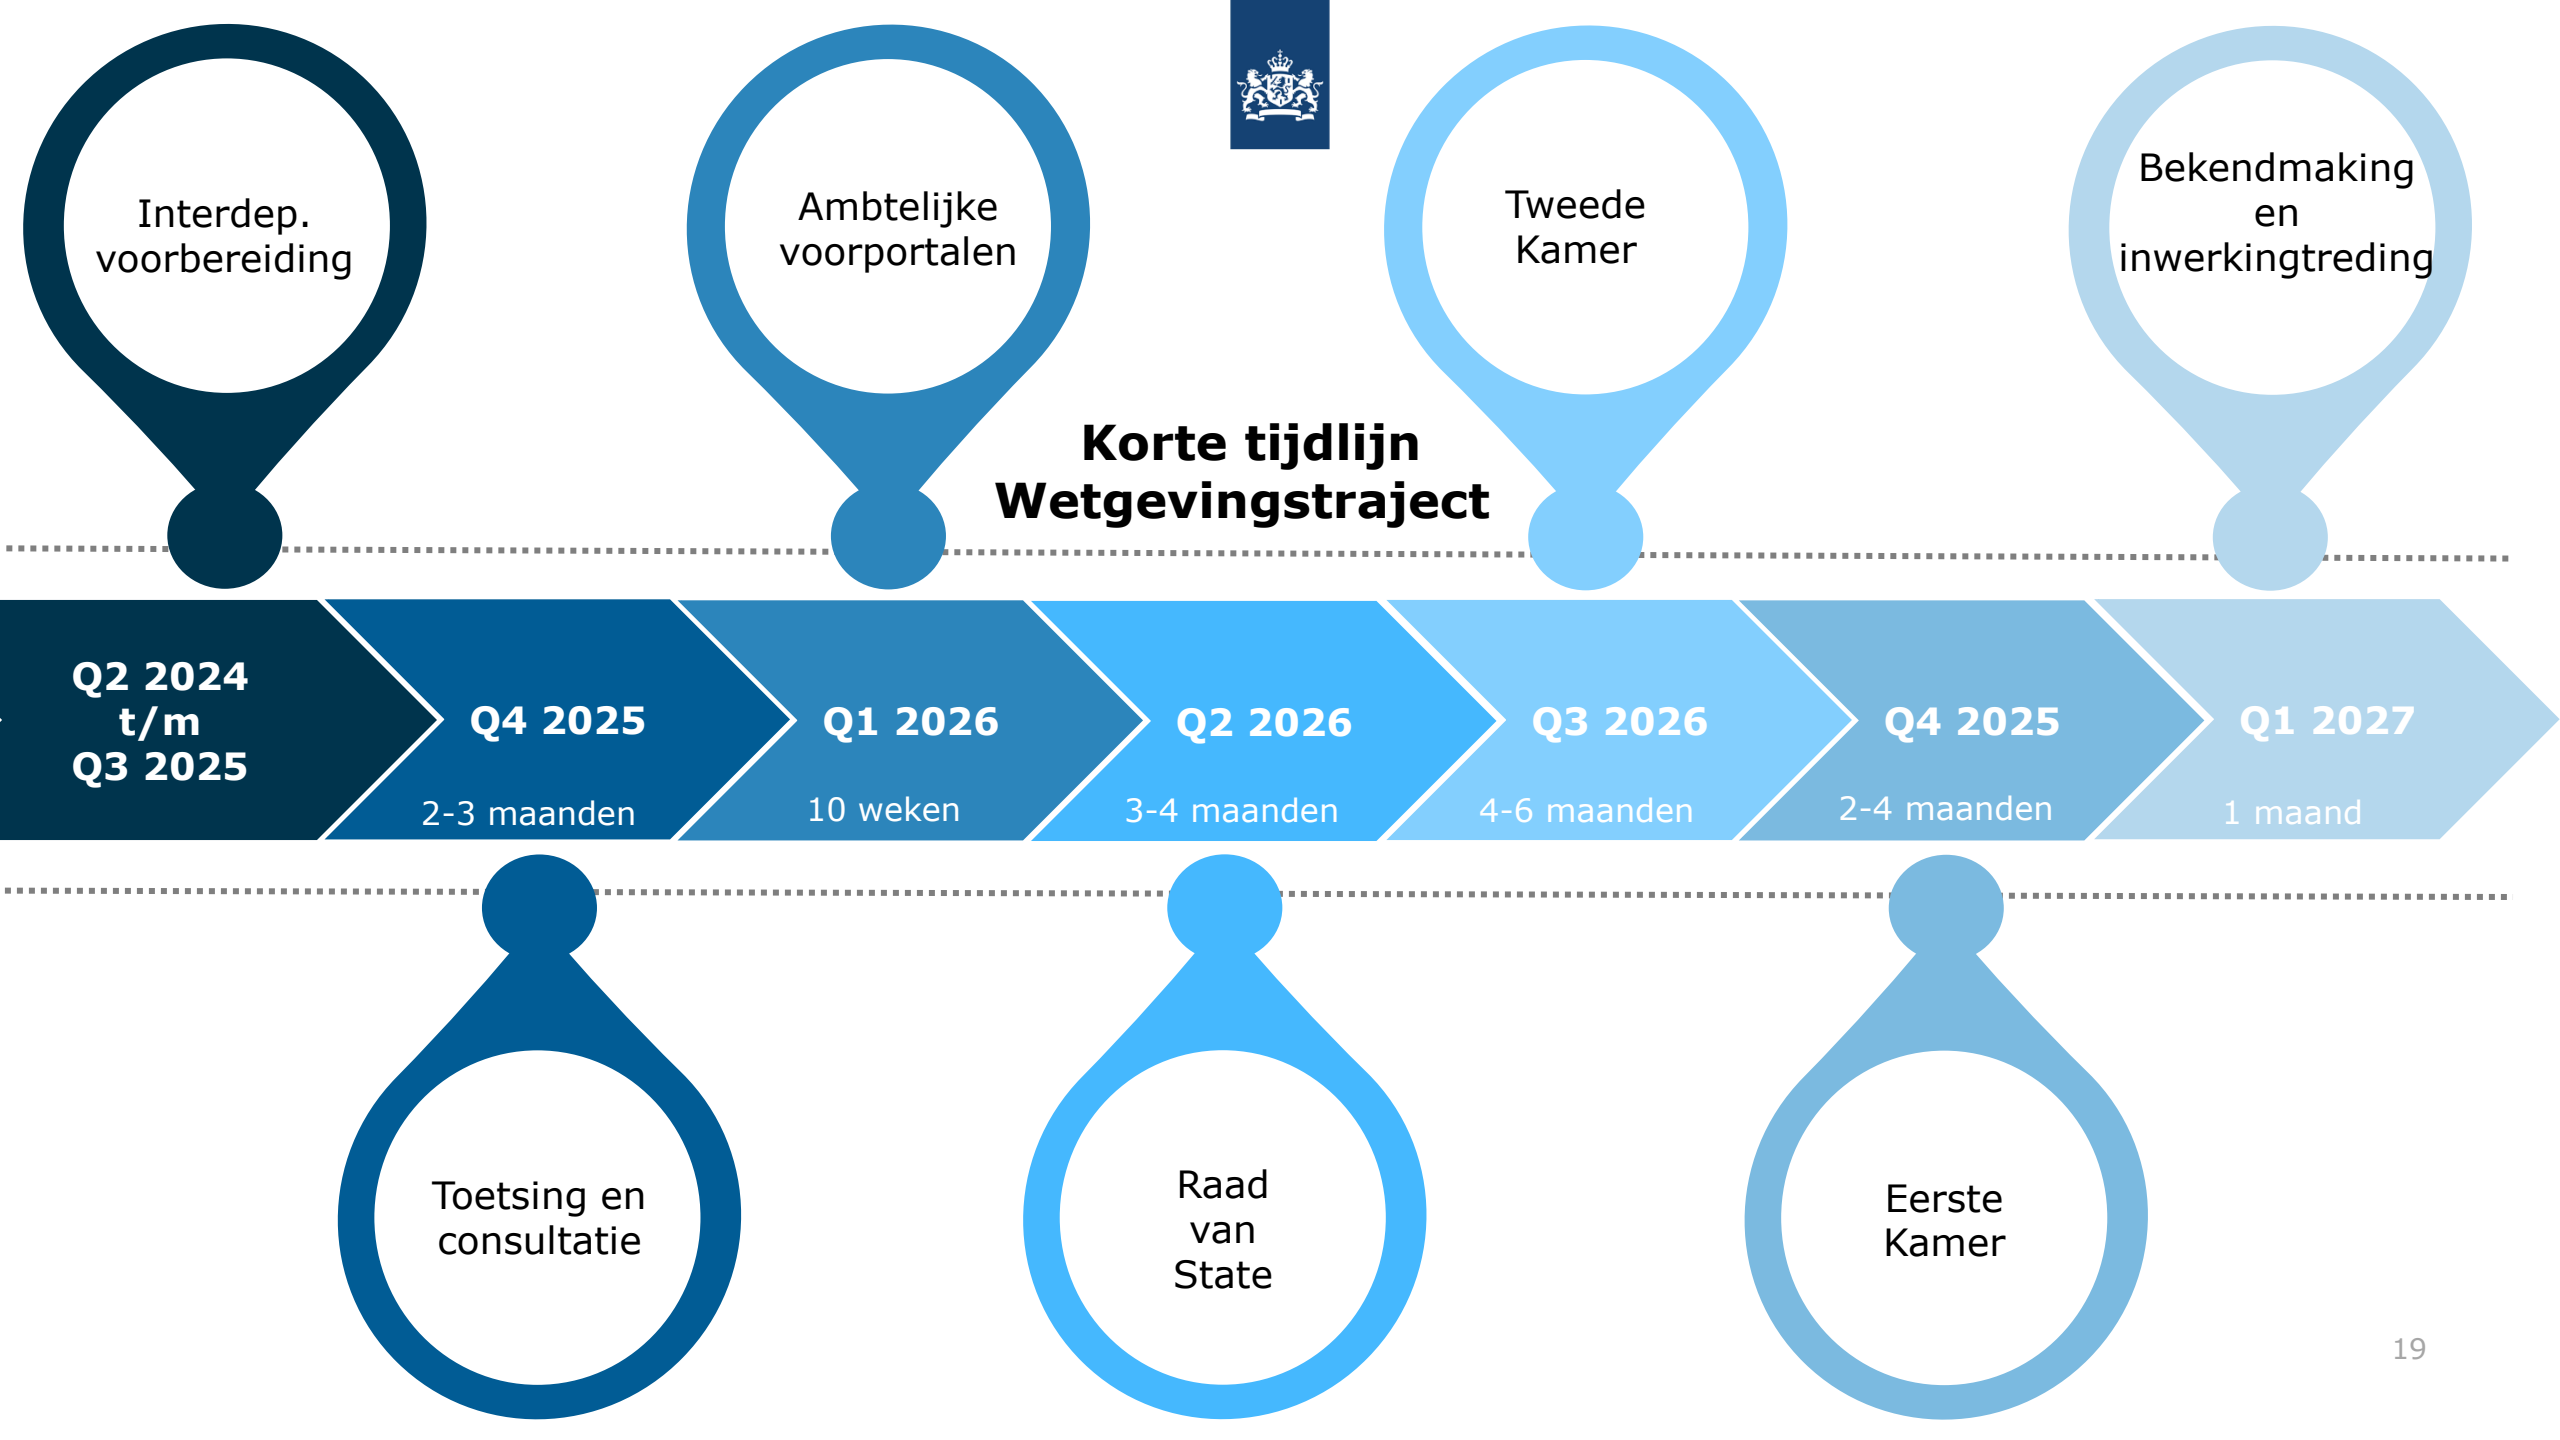 Interdep.
voorbereiding
Ambtelijke
voorportalen
Tweede
Kamer
Bekendmaking
en
inwerkingtreding
Korte tijdlijn
Wetgevingstraject
Q2 2024
t/m
Q3 2025
Q4 2025
2-3 maanden
Q1 2026
10 weken
Q2 2026
3-4 maanden
Q3 2026
4-6 maanden
Q4 2025
2-4 maanden
Q1 2027
1 maand
Toetsing en
consultatie
Raad
van
State
Eerste
Kamer
19